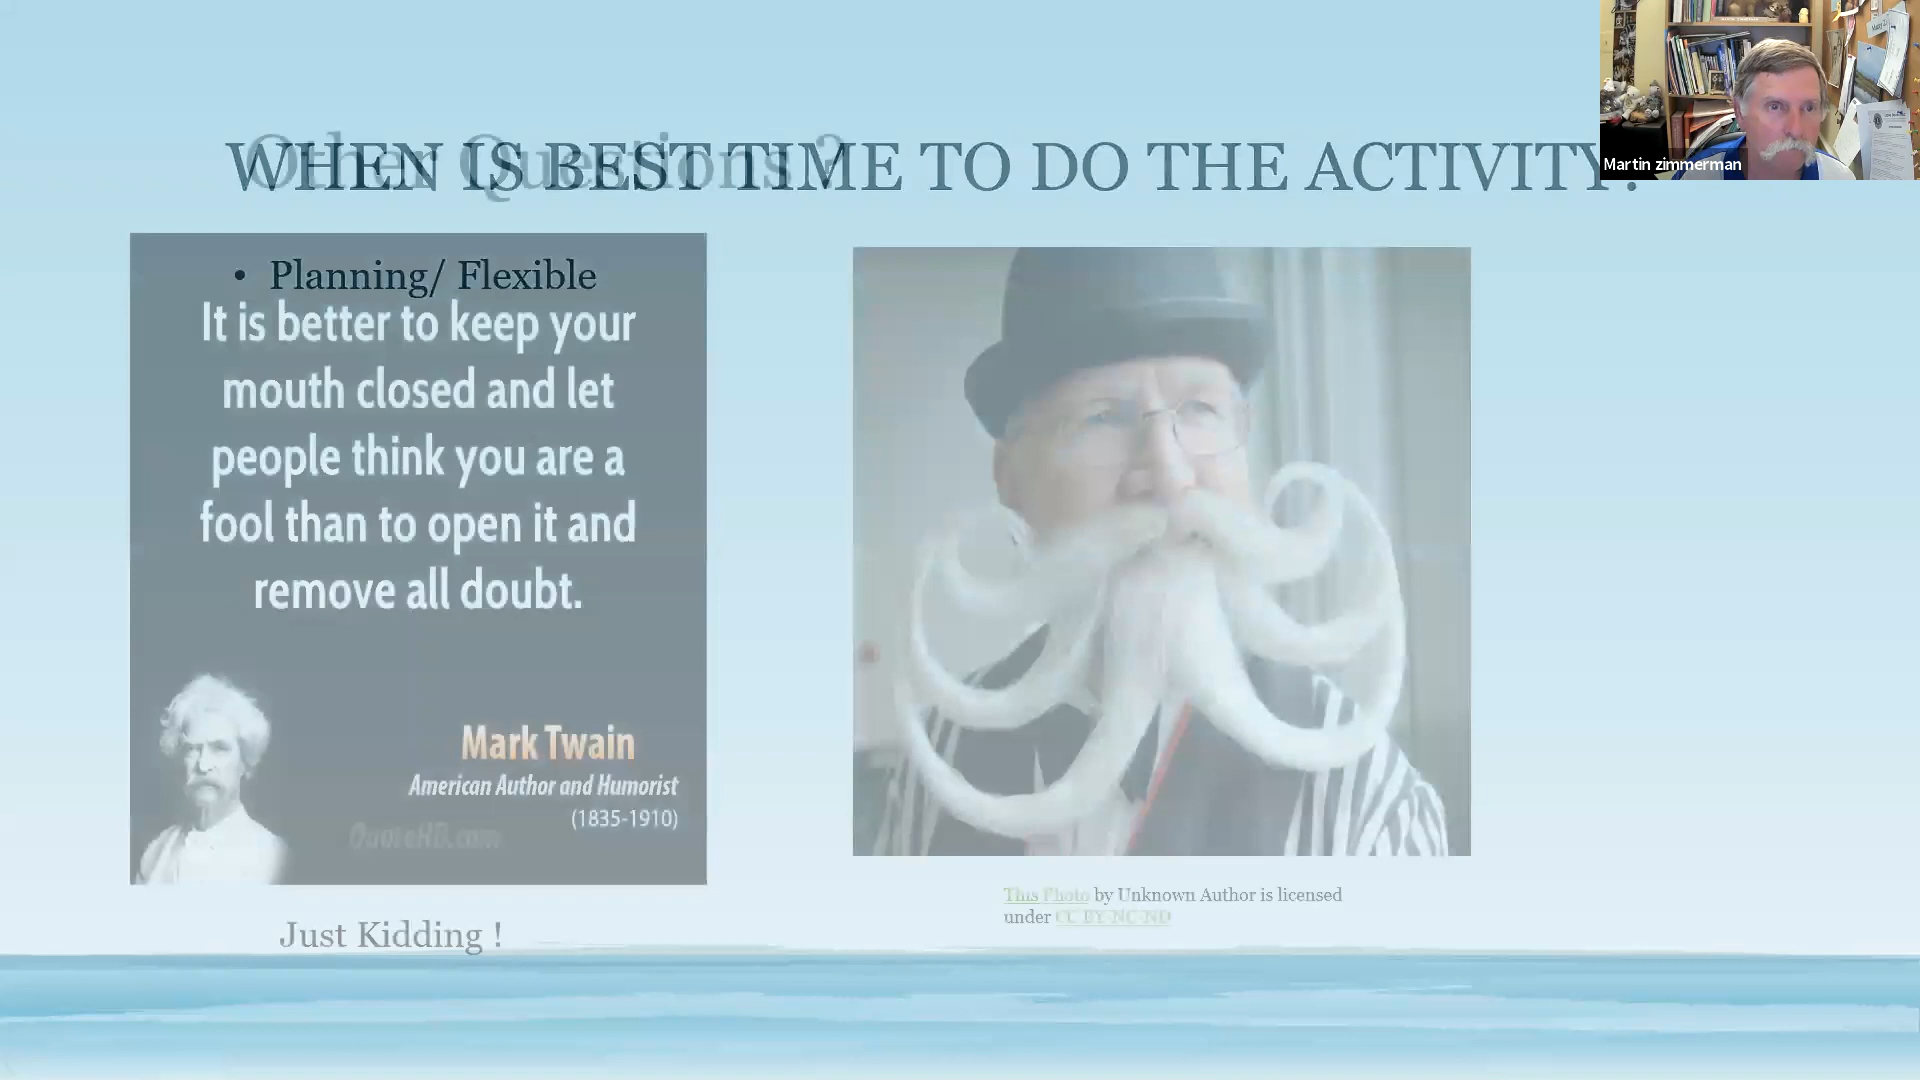 Other Questions ?
WHEN IS BEST TIME TO DO THE ACTIVITY?
Martin zimmerman
• Planning/ Flexible
It is better to keep your
mouth closed and let
people think you are a
fool than to open it and
remove all doubt.
Mark Twain
American Author and Humorist
(1835-1910)
QuoteHD.com
Just Kidding !
This Photo by Unknown Author is licensed
under CC BY-NC-ND